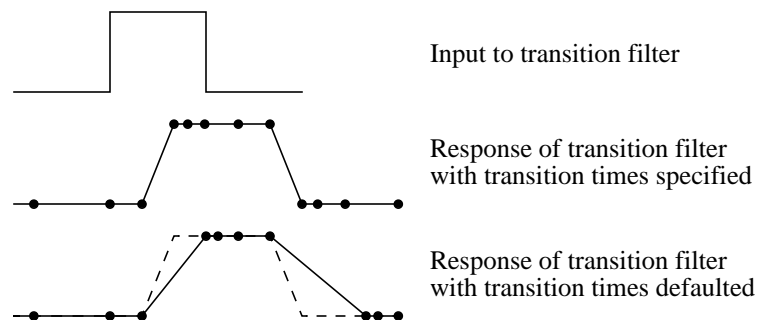 Input to transition filter
Response of transition filter
with transition times specified
Response of transition filter
with transition times defaulted